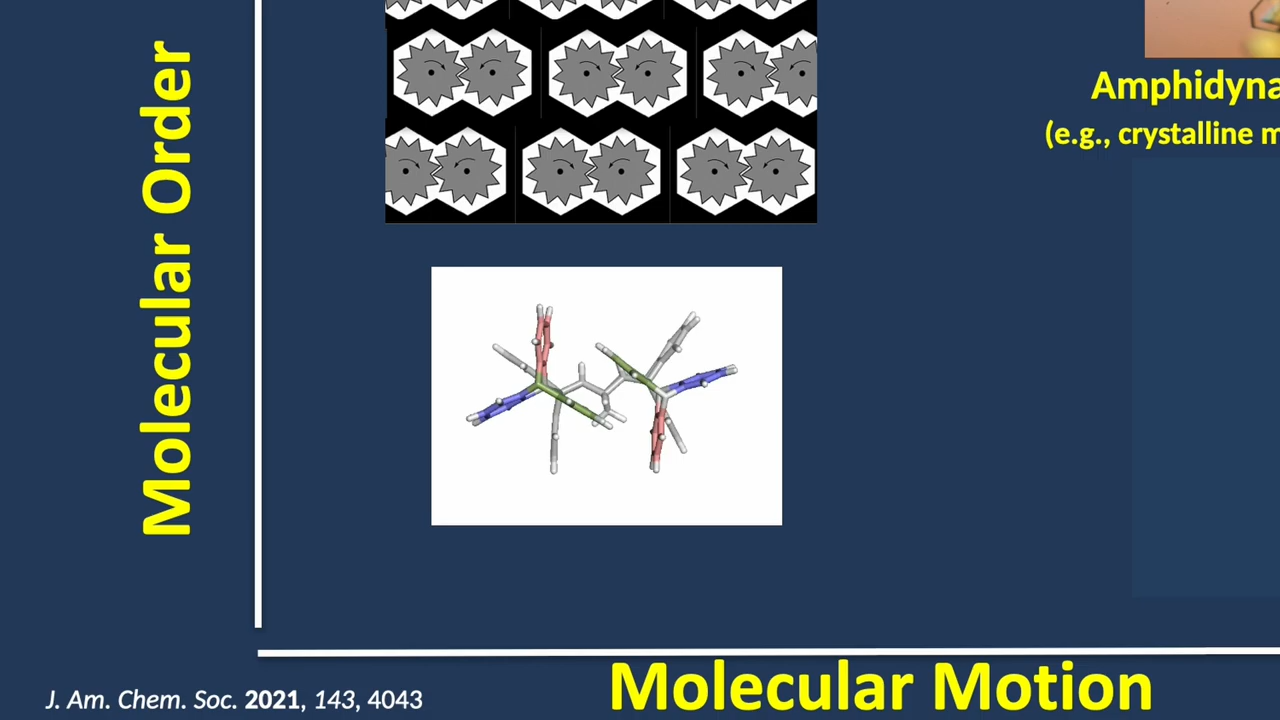 Molecular Order
Amphidyna
(e.g., crystalline m
Molecular Motion
J. Am. Chem. Soc. 2021, 143, 4043